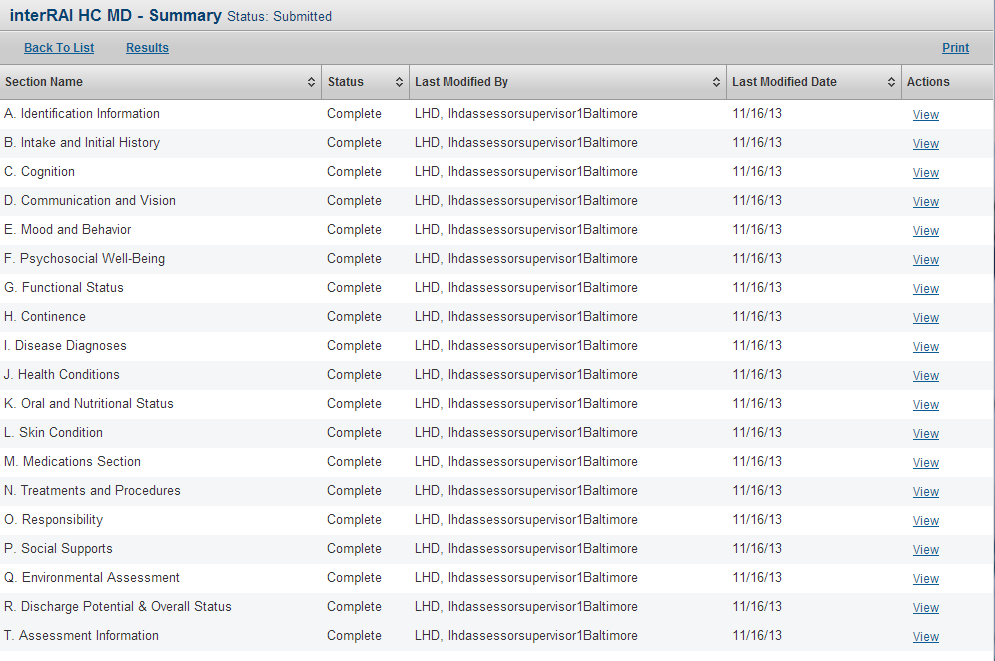 interRAI HC MD - Summary Status: Submitted
Back To List Results Print
Section Name Status Last Modified By Last Modified Date Actions
A. Identification Information Complete LHD, lhdassessorsupervisor1Baltimore 11/16/13 View
B. Intake and Initial History Complete LHD, lhdassessorsupervisor1Baltimore 11/16/13 View
C. Cognition Complete LHD, lhdassessorsupervisor1Baltimore 11/16/13 View
D. Communication and Vision Complete LHD, lhdassessorsupervisor1Baltimore 11/16/13 View
E. Mood and Behavior Complete LHD, lhdassessorsupervisor1Baltimore 11/16/13 View
F. Psychosocial Well-Being Complete LHD, lhdassessorsupervisor1Baltimore 11/16/13 View
G. Functional Status Complete LHD, lhdassessorsupervisor1Baltimore 11/16/13 View
H. Continence Complete LHD, lhdassessorsupervisor1Baltimore 11/16/13 View
I. Disease Diagnoses Complete LHD, lhdassessorsupervisor1Baltimore 11/16/13 View
J. Health Conditions Complete LHD, lhdassessorsupervisor1Baltimore 11/16/13 View
K. Oral and Nutritional Status Complete LHD, lhdassessorsupervisor1Baltimore 11/16/13 View
L. Skin Condition Complete LHD, lhdassessorsupervisor1Baltimore 11/16/13 View
M. Medications Section Complete LHD, lhdassessorsupervisor1Baltimore 11/16/13 View
N. Treatments and Procedures Complete LHD, lhdassessorsupervisor1Baltimore 11/16/13 View
O. Responsibility Complete LHD, lhdassessorsupervisor1Baltimore 11/16/13 View
P. Social Supports Complete LHD, lhdassessorsupervisor1Baltimore 11/16/13 View
Q. Environmental Assessment Complete LHD, lhdassessorsupervisor1Baltimore 11/16/13 View
R. Discharge Potential & Overall Status Complete LHD, lhdassessorsupervisor1Baltimore 11/16/13 View
T. Assessment Information Complete LHD, lhdassessorsupervisor1Baltimore 11/16/13 View